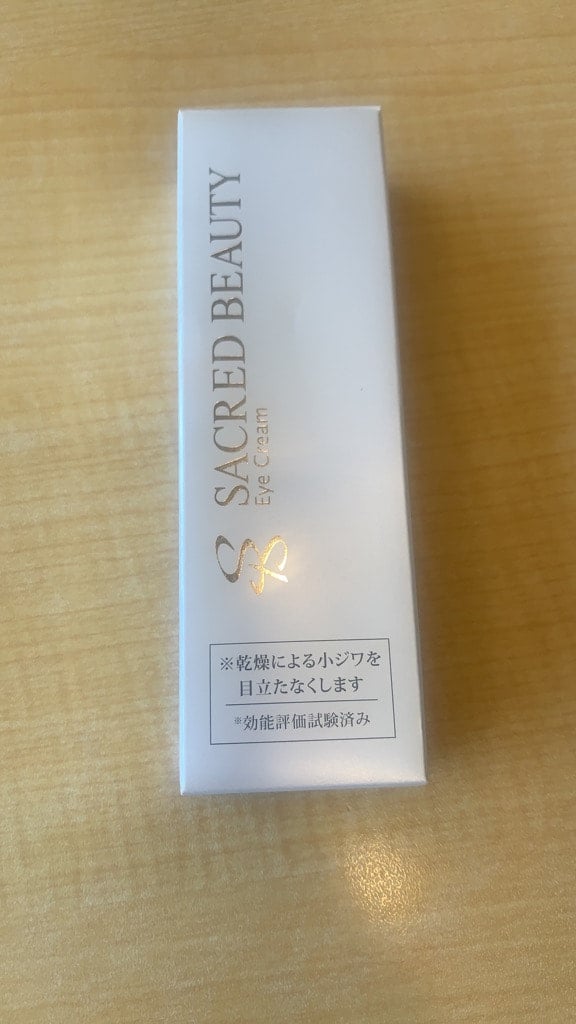 SACRED BEAUTY
Eye Cream
※乾燥による小ジワを
目立たなくします
※効能評価試験済み